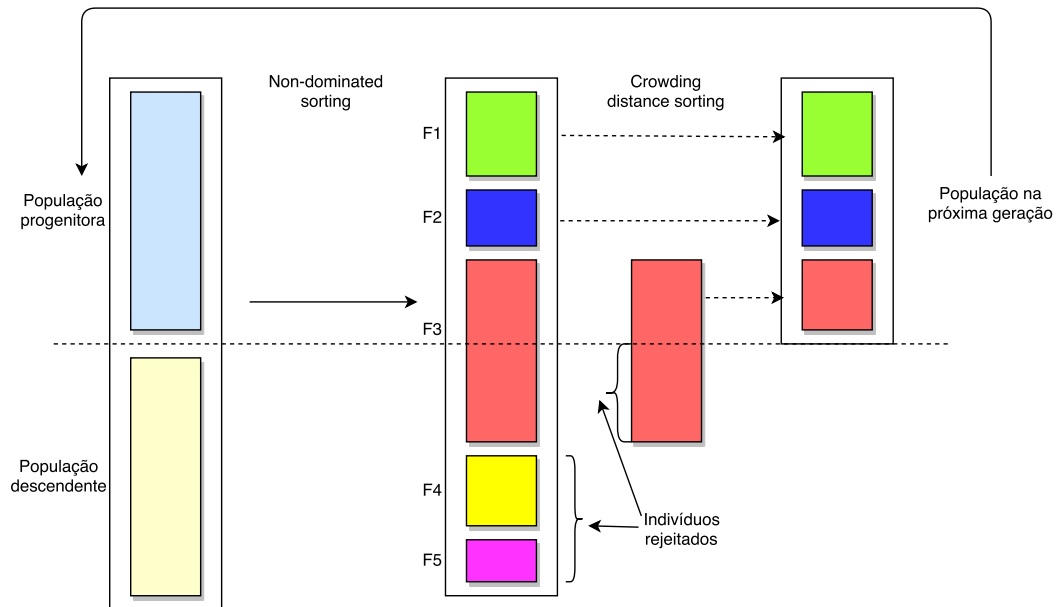 Non-dominated
sorting
Crowding
distance sorting
F1
População
progenitora
F2
População na
próxima geração
F3
População
descendente
F4
Indivíduos
rejeitados
F5